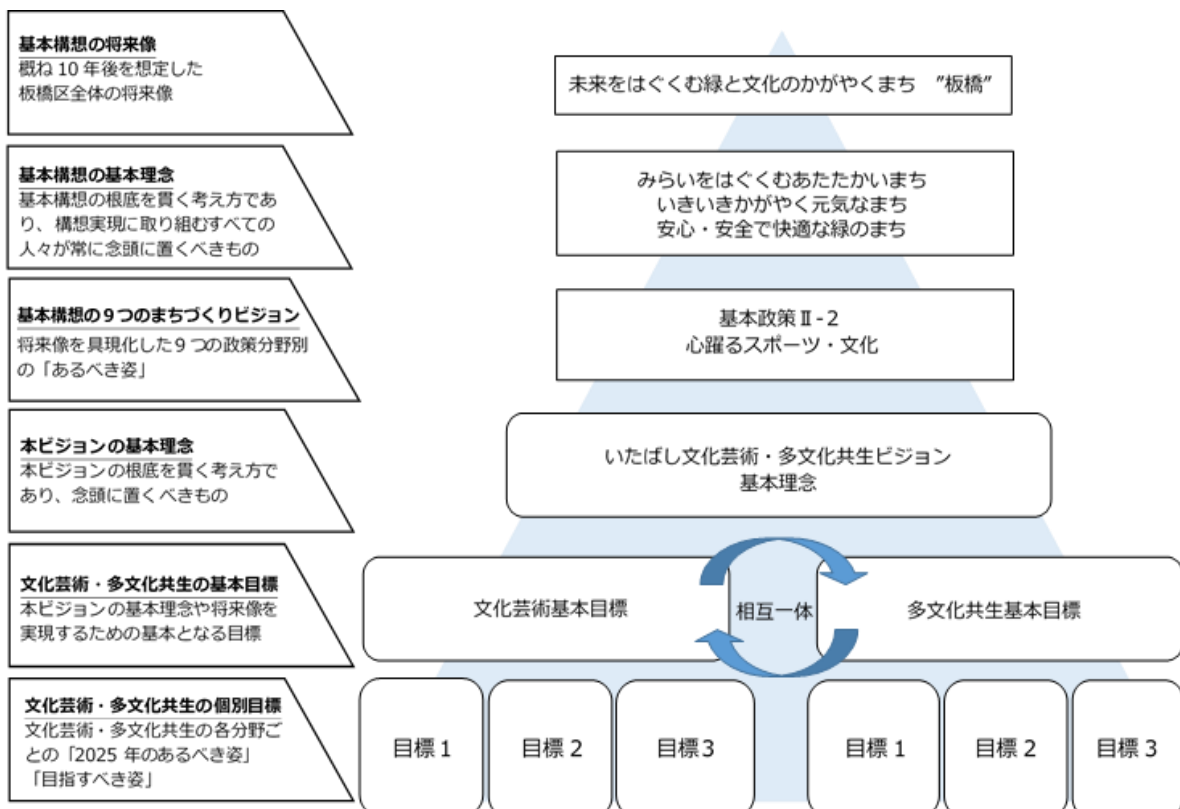 基本構想の将来像
概ね 10 年後を想定した
板橋区全体の将来像
未来をはぐくむ緑と文化のかがやくまち　”板橋”
基本構想の基本理念
基本構想の根底を貫く考え方であ
り、構想実現に取り組むすべての
人々が常に念頭に置くべきもの
みらいをはぐくむあたたかいまち
いきいきかがやく元気なまち
安心・安全で快適な緑のまち
基本構想の９つのまちづくりビジョン
将来像を具現化した９つの政策分野別
の「あるべき姿」
基本政策Ⅱ-２
心躍るスポーツ・文化
本ビジョンの基本理念
本ビジョンの根底を貫く考え方で
あり、念頭に置くべきもの
いたばし文化芸術・多文化共生ビジョン
基本理念
文化芸術・多文化共生の基本目標
本ビジョンの基本理念や将来像を
実現するための基本となる目標
文化芸術基本目標
相互一体
多文化共生基本目標
文化芸術・多文化共生の個別目標
文化芸術・多文化共生の各分野ご
との「2025 年のあるべき姿」
「目指すべき姿」
目標１
目標２
目標３
目標１
目標２
目標３